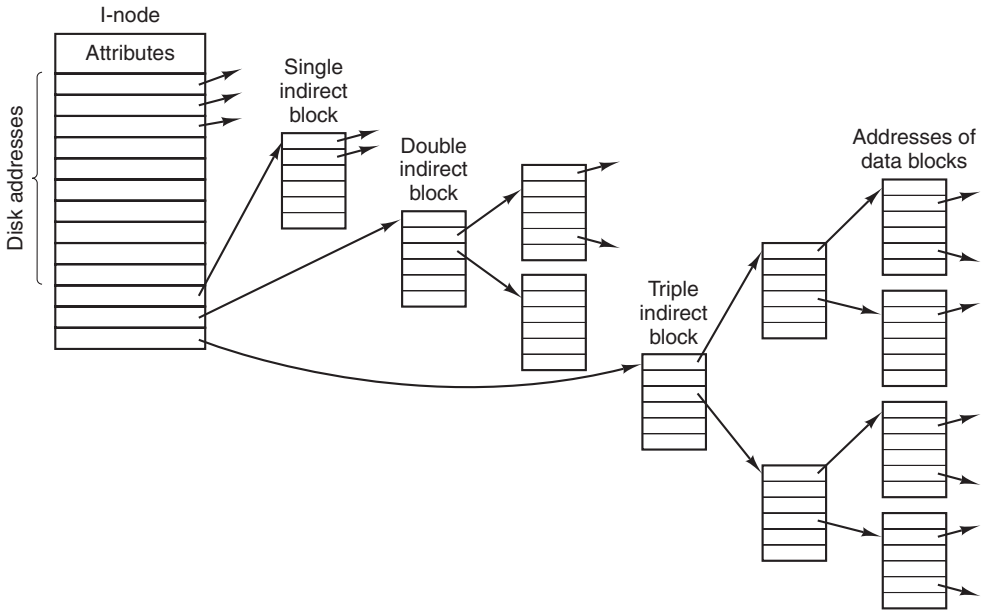 I-node
Attributes
Disk addresses
Single
indirect
block
Double
indirect
block
Triple
indirect
block
Addresses of
data blocks